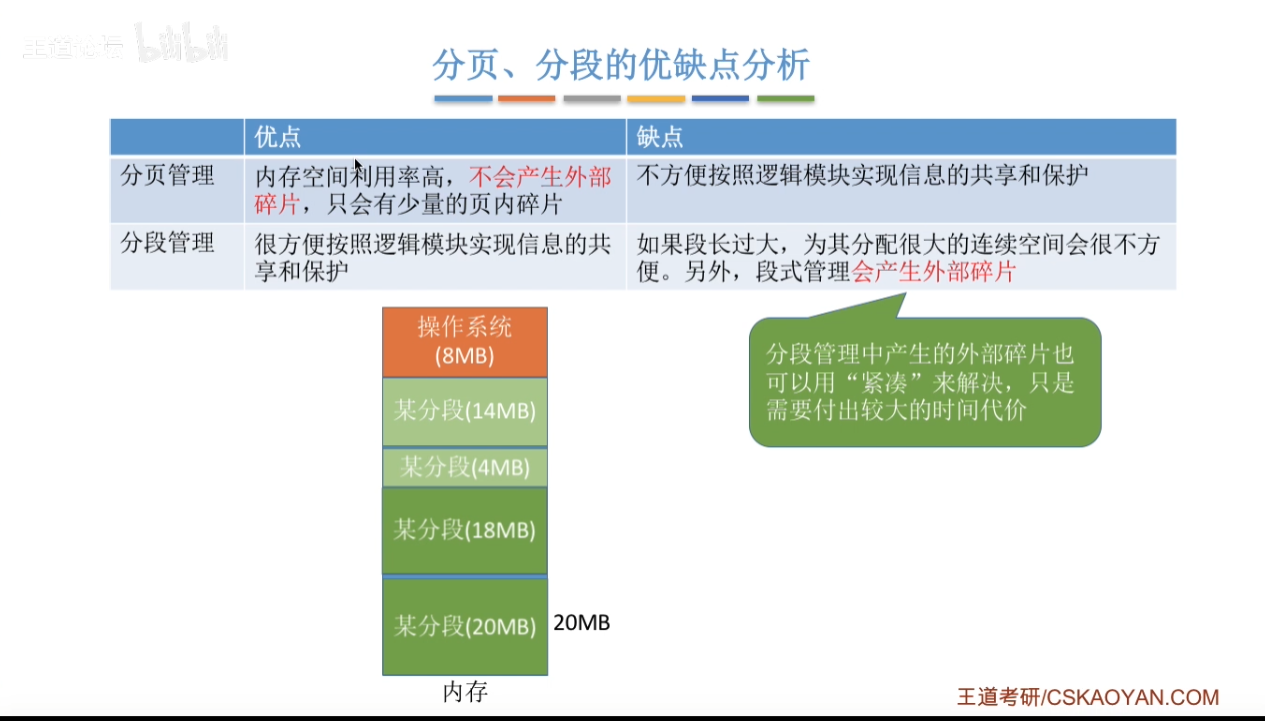 王道论坛 bilibili
分页、分段的优缺点分析
优点 缺点
分页管理 内存空间利用率高，不会产生外部 不方便按照逻辑模块实现信息的共享和保护
碎片，只会有少量的页内碎片
分段管理 很方便按照逻辑模块实现信息的共 如果段长过大，为其分配很大的连续空间会很不方
享和保护 便。另外，段式管理会产生外部碎片
操作系统
(8MB)
某分段(14MB)
某分段(4MB)
某分段(18MB)
某分段(20MB) 20MB
内存
分段管理中产生的外部碎片也
可以用“紧凑”来解决，只是
需要付出较大的时间代价
王道考研/CSKAOYAN.COM